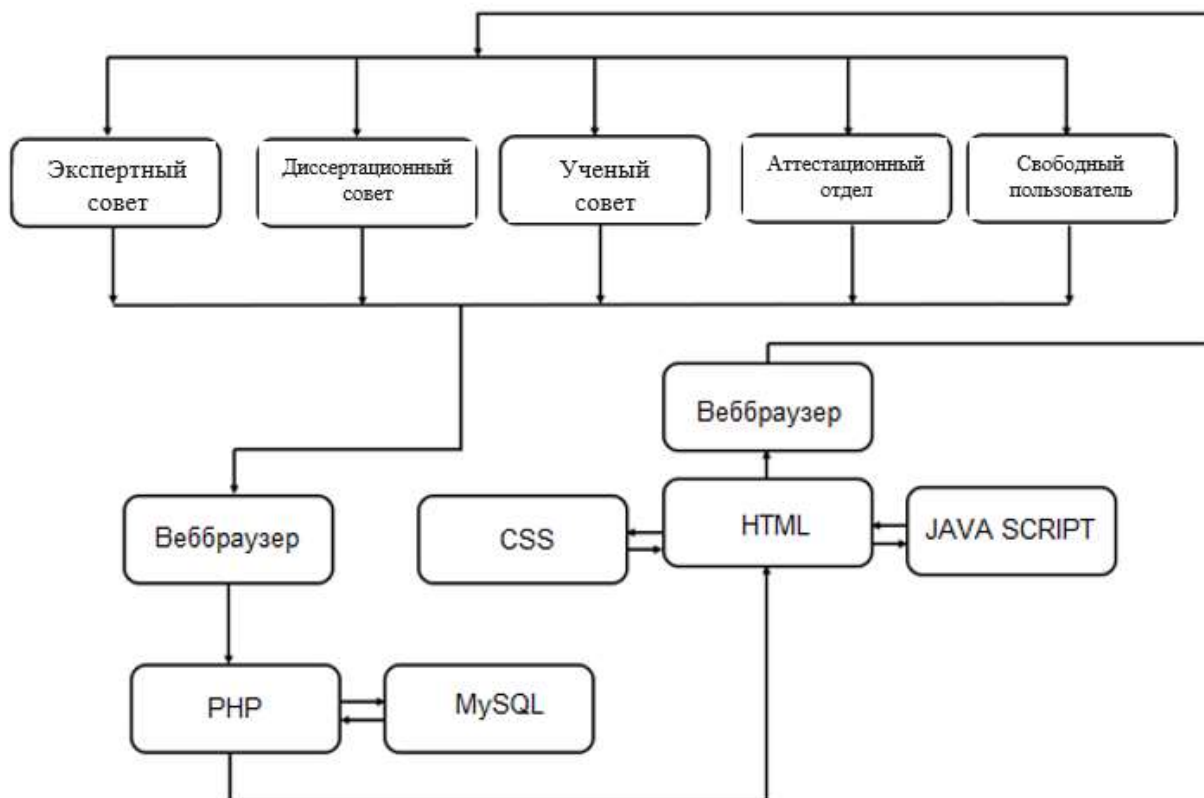 Экспертный
совет
Диссертационный
совет
Ученый
совет
Аттестационный
отдел
Свободный
пользователь
Веббраузер
Веббраузер
CSS
HTML
JAVA SCRIPT
PHP
MySQL